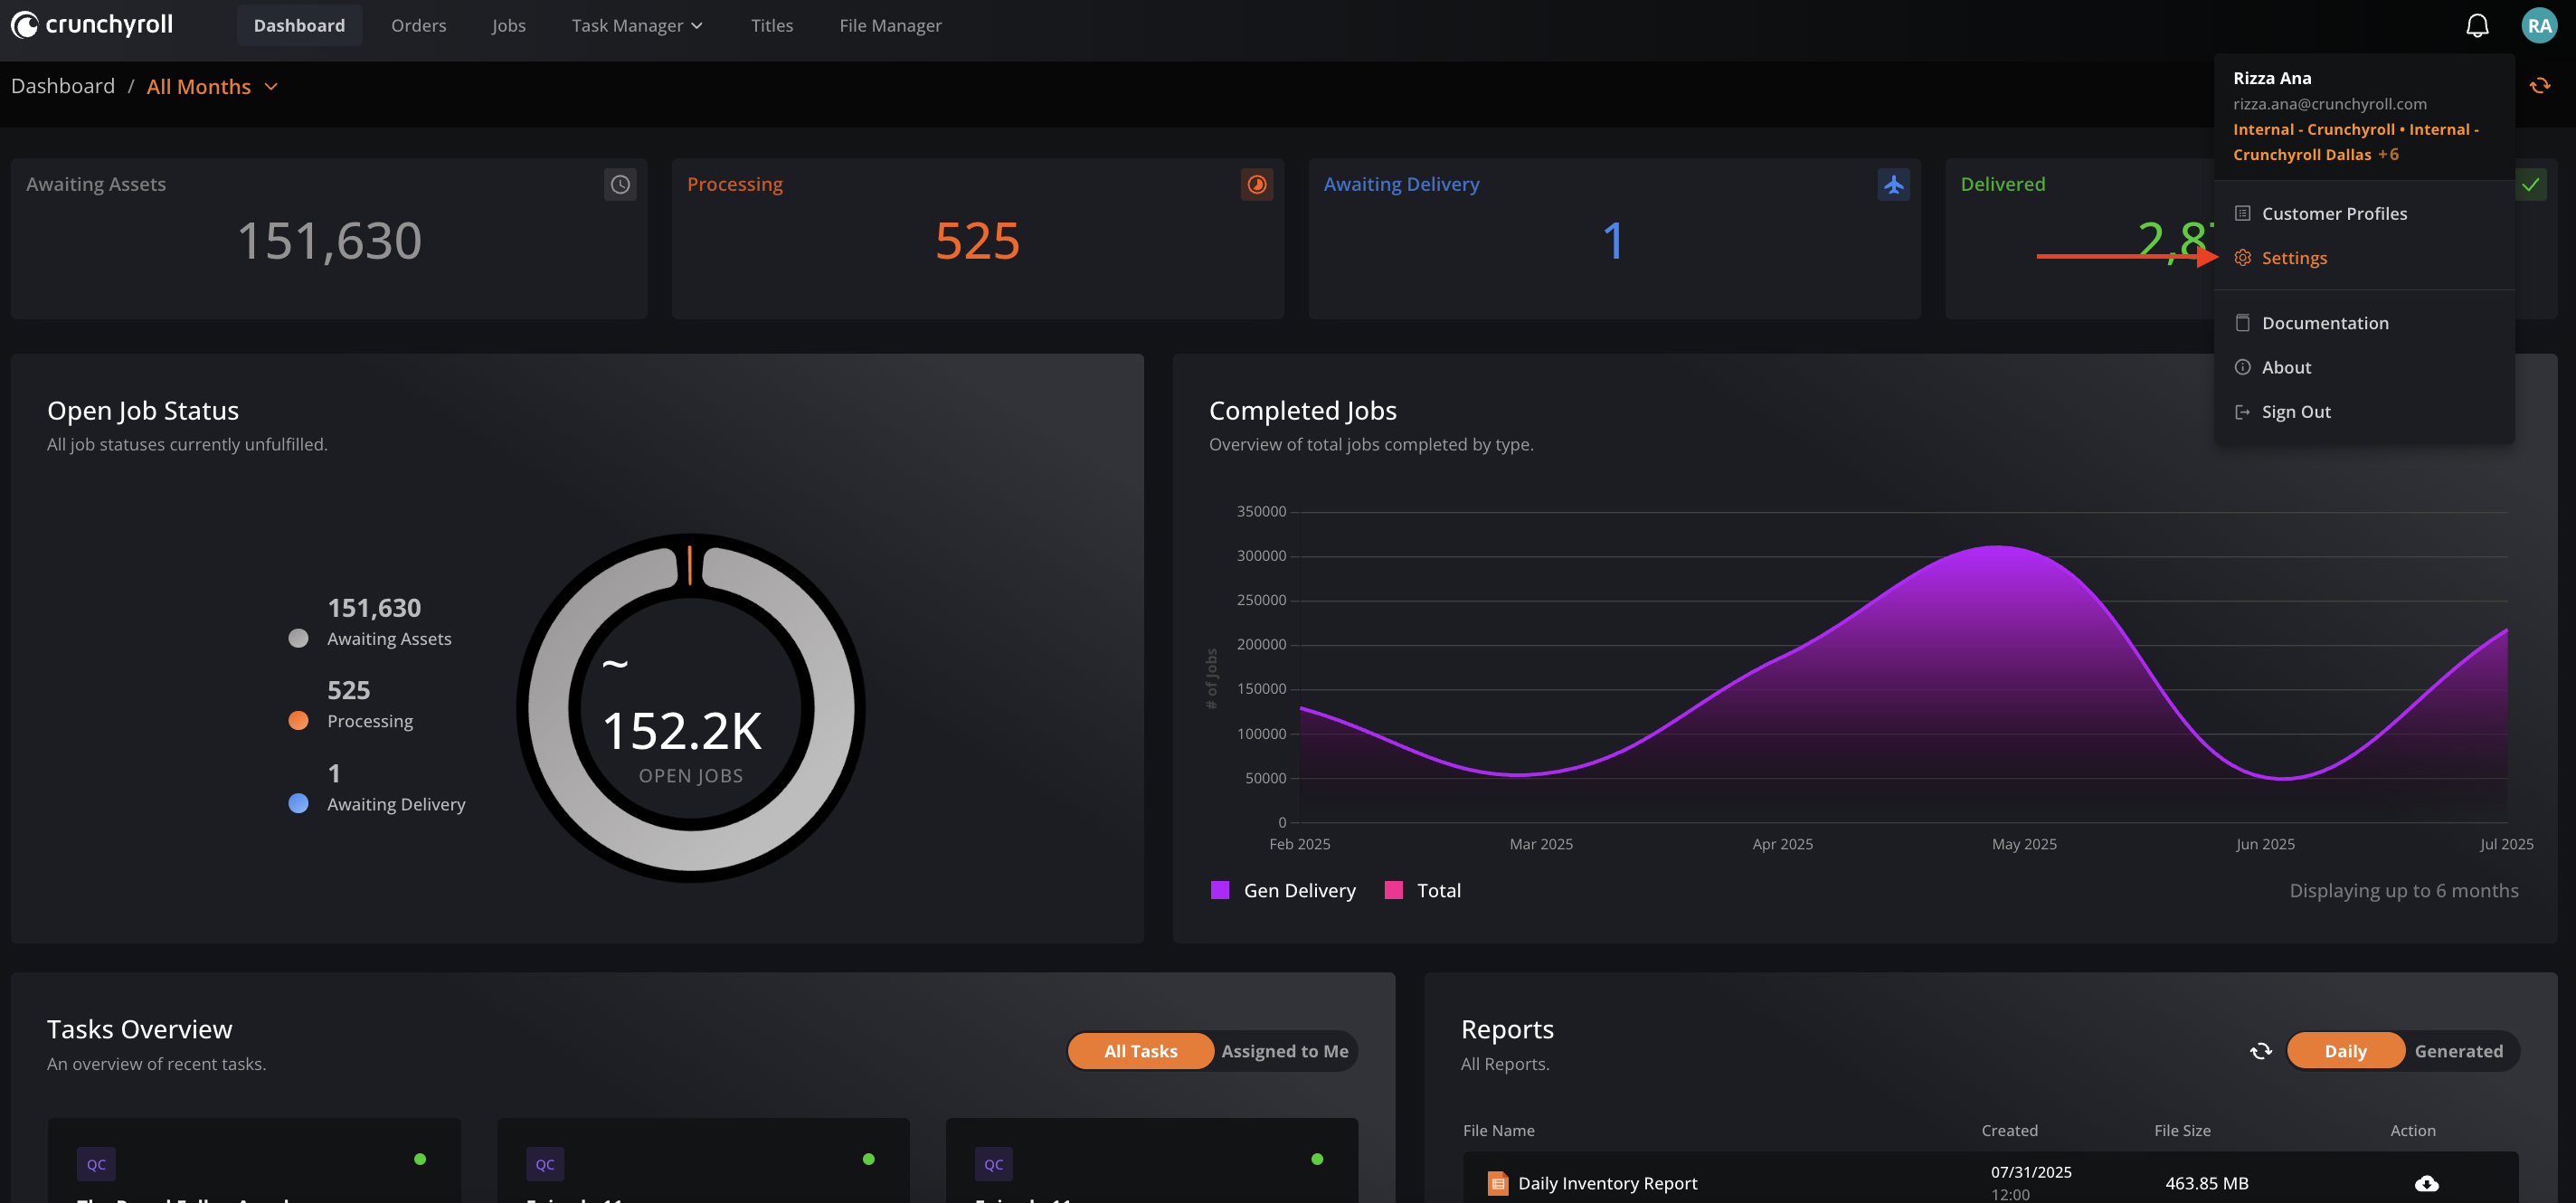 crunchyroll
Dashboard
Orders
Jobs
Task Manager
Titles
File Manager
RA
Dashboard / All Months
Rizza Ana
rizza.ana@crunchyroll.com
Internal - Crunchyroll • Internal -
Crunchyroll Dallas +6
Customer Profiles
Settings
Documentation
About
Sign Out
Awaiting Assets
151,630
Processing
525
Awaiting Delivery
1
Delivered
Open Job Status
All job statuses currently unfulfilled.
151,630
Awaiting Assets
525
Processing
1
Awaiting Delivery
~
152.2K
OPEN JOBS
Completed Jobs
Overview of total jobs completed by type.
# of Jobs
350000
300000
250000
200000
150000
100000
50000
0
Feb 2025
Mar 2025
Apr 2025
May 2025
Jun 2025
Jul 2025
Gen Delivery
Total
Displaying up to 6 months
Tasks Overview
An overview of recent tasks.
All Tasks
Assigned to Me
QC
QC
QC
Reports
All Reports.
Daily
Generated
File Name
Created
File Size
Action
Daily Inventory Report
07/31/2025
12:00
463.85 MB